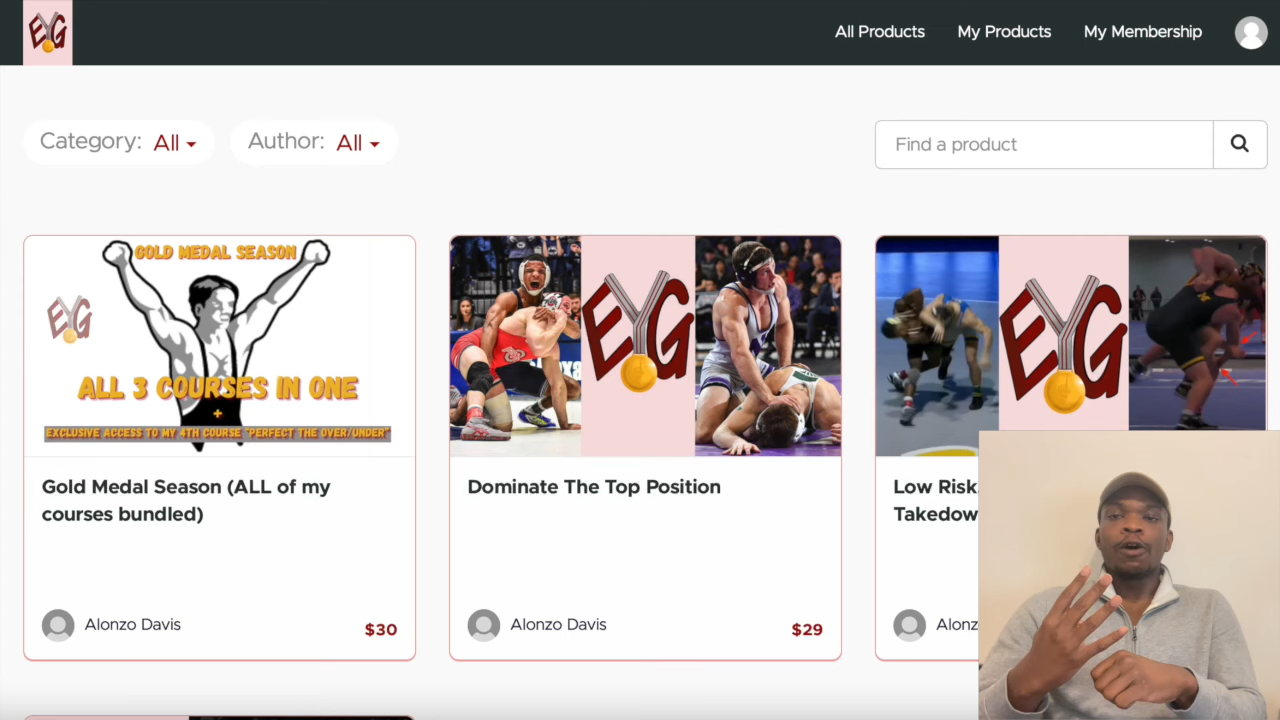 EYG
All Products
My Products
My Membership
Category: All
Author: All
Find a product
GOLD MEDAL SEASON
EYG
ALL 3 COURSES IN ONE
+
EXCLUSIVE ACCESS TO MY 4TH COURSE "PERFECT THE OVER/UNDER"
EYG
EYG
Gold Medal Season (ALL of my
courses bundled)
Dominate The Top Position
Low Risk
Takedow
Alonzo Davis
$30
Alonzo Davis
$29
Alonz